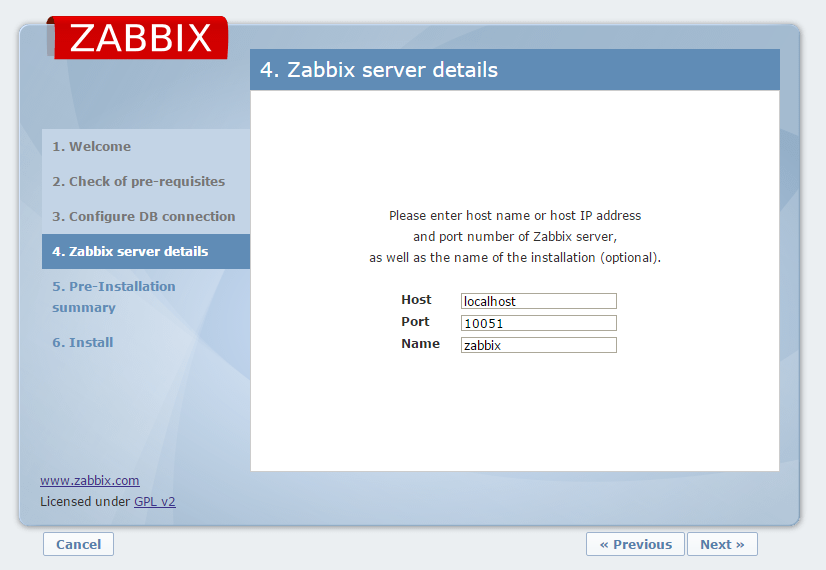 ZABBIX
4. Zabbix server details
1. Welcome
2. Check of pre-requisites
3. Configure DB connection
4. Zabbix server details
5. Pre-Installation
summary
6. Install
Please enter host name or host IP address
and port number of Zabbix server,
as well as the name of the installation (optional).
Host localhost
Port 10051
Name zabbix
www.zabbix.com
Licensed under GPL v2
Cancel « Previous Next »